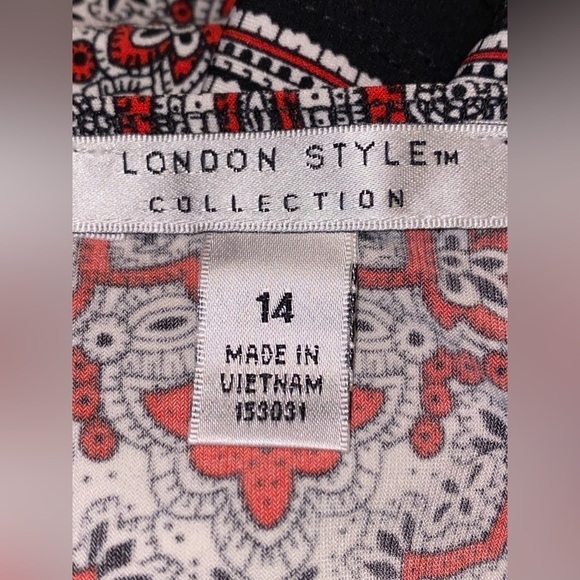 LONDON STYLE™
COLLECTION
14
MADE IN
VIETNAM
153031